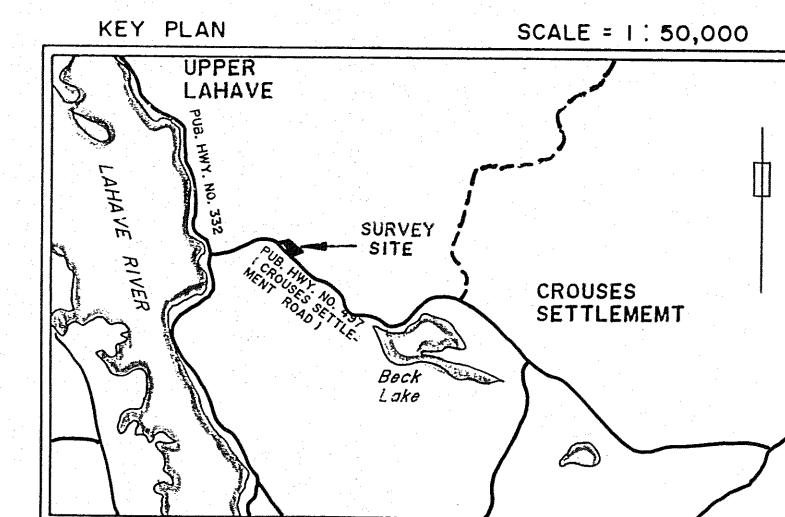 KEY PLAN
SCALE = 1 : 50,000
UPPER
LAHAVE
PUB. HWY. NO. 332
LAHAVE RIVER
SURVEY
SITE
PUB. HWY. NO. 497
( CROUSES SETTLE-
MENT ROAD )
CROUSES
SETTLEMEMT
Beck
Lake